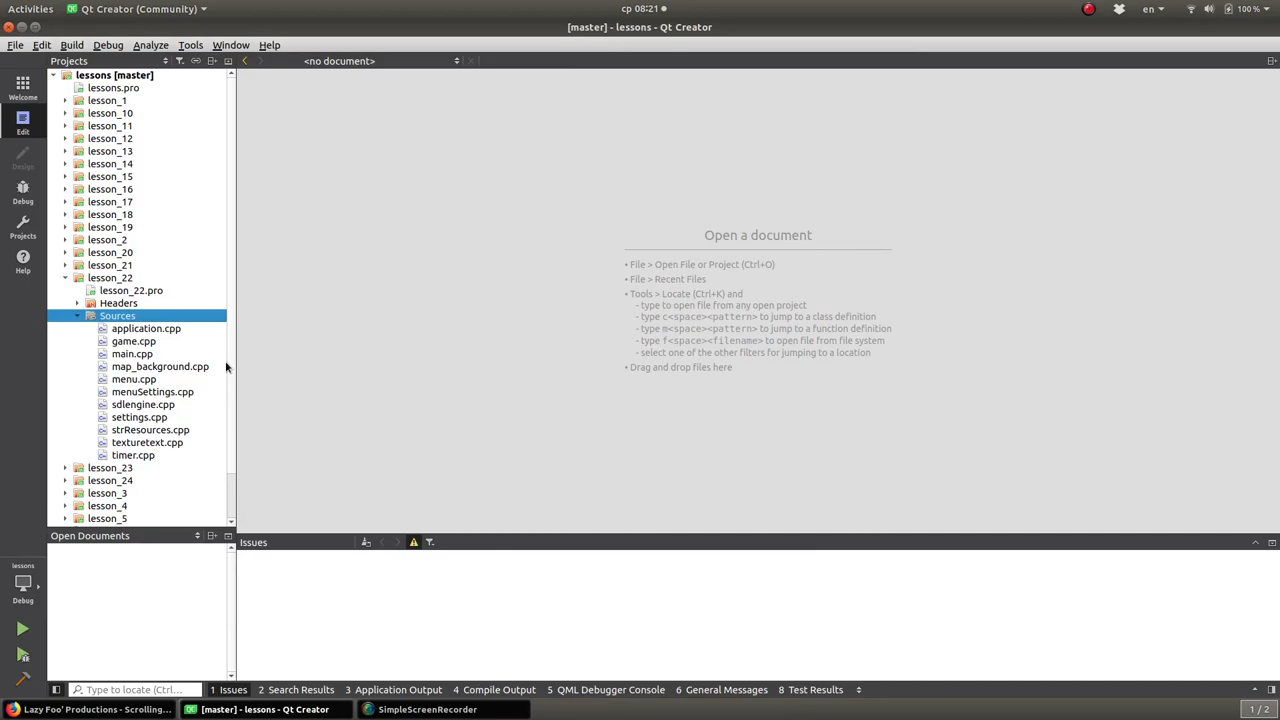 Activities
Qt Creator (Community)
ср 08:21
en
100 %
[master] - lessons - Qt Creator
File Edit Build Debug Analyze Tools Window Help
Projects
<no document>
Welcome
Edit
Design
Debug
Projects
Help
lessons [master]
lessons.pro
lesson_1
lesson_10
lesson_11
lesson_12
lesson_13
lesson_14
lesson_15
lesson_16
lesson_17
lesson_18
lesson_19
lesson_2
lesson_20
lesson_21
lesson_22
lesson_22.pro
Headers
Sources
application.cpp
game.cpp
main.cpp
map_background.cpp
menu.cpp
menuSettings.cpp
sdlengine.cpp
settings.cpp
strResources.cpp
texturetext.cpp
timer.cpp
lesson_23
lesson_24
lesson_3
lesson_4
lesson_5
Open a document
• File > Open File or Project (Ctrl+O)
• File > Recent Files
• Tools > Locate (Ctrl+K) and
- type to open file from any open project
- type c<space><pattern> to jump to a class definition
- type m<space><pattern> to jump to a function definition
- type f<space><filename> to open file from file system
- select one of the other filters for jumping to a location
• Drag and drop files here
Open Documents
Issues
lessons
Debug
Type to locate (Ctrl...
1 Issues
2 Search Results
3 Application Output
4 Compile Output
5 QML Debugger Console
6 General Messages
8 Test Results
Lazy Foo' Productions - Scrolling...
[master] - lessons - Qt Creator
SimpleScreenRecorder
1 / 2